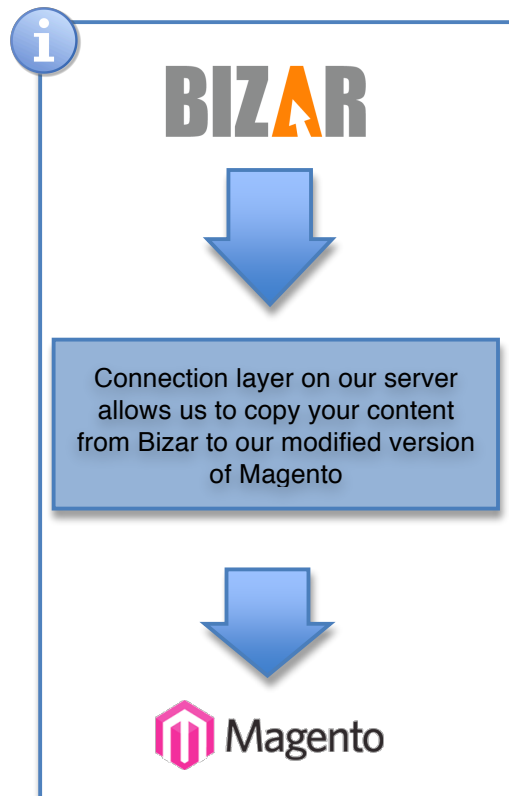 i
BIZAR
Connection layer on our server
allows us to copy your content
from Bizar to our modified version
of Magento
Magento